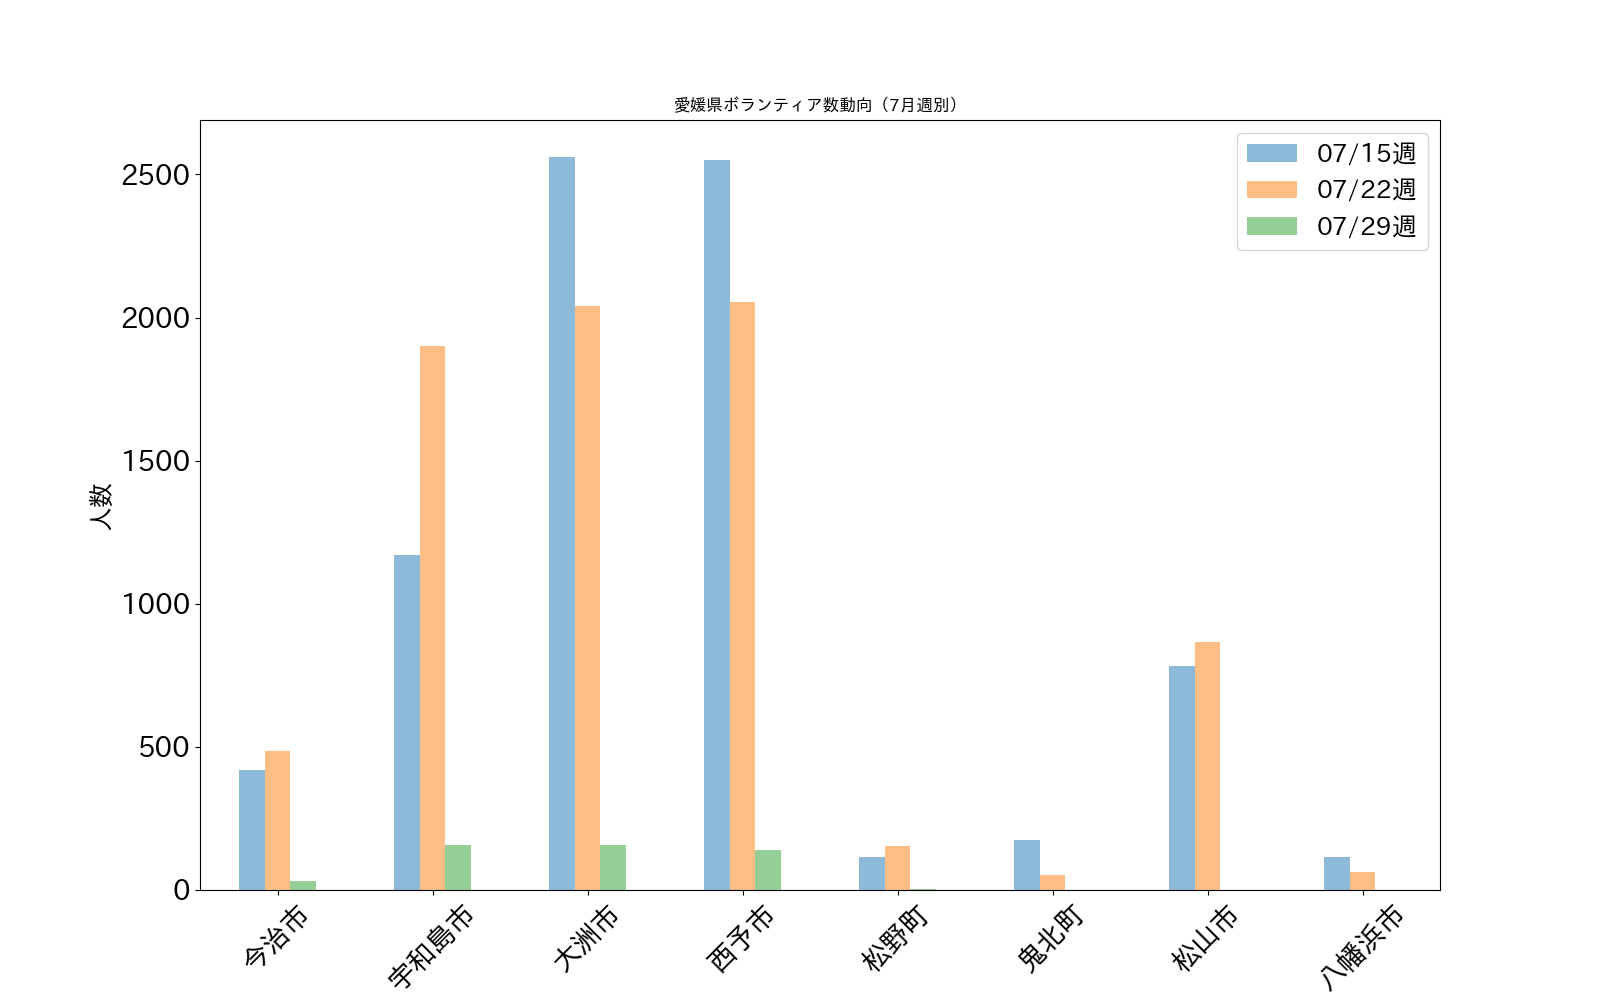 愛媛県ボランティア数動向（7月週別）
07/15週
07/22週
07/29週
人数
2500
2000
1500
1000
500
0
今治市
宇和島市
大洲市
西予市
松野町
鬼北町
松山市
八幡浜市